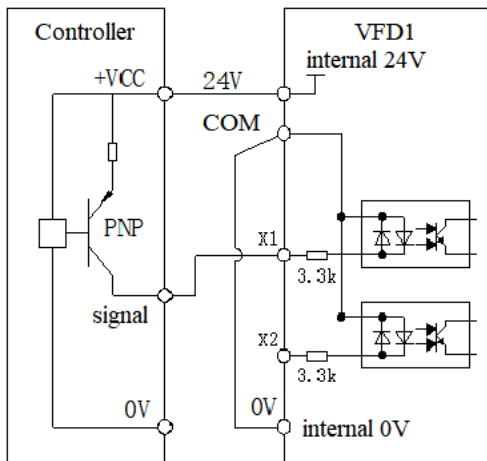 Controller
VFD1
internal 24V
+VCC
24V
COM
PNP
X1
3.3k
signal
X2
3.3k
0V
0V
internal 0V